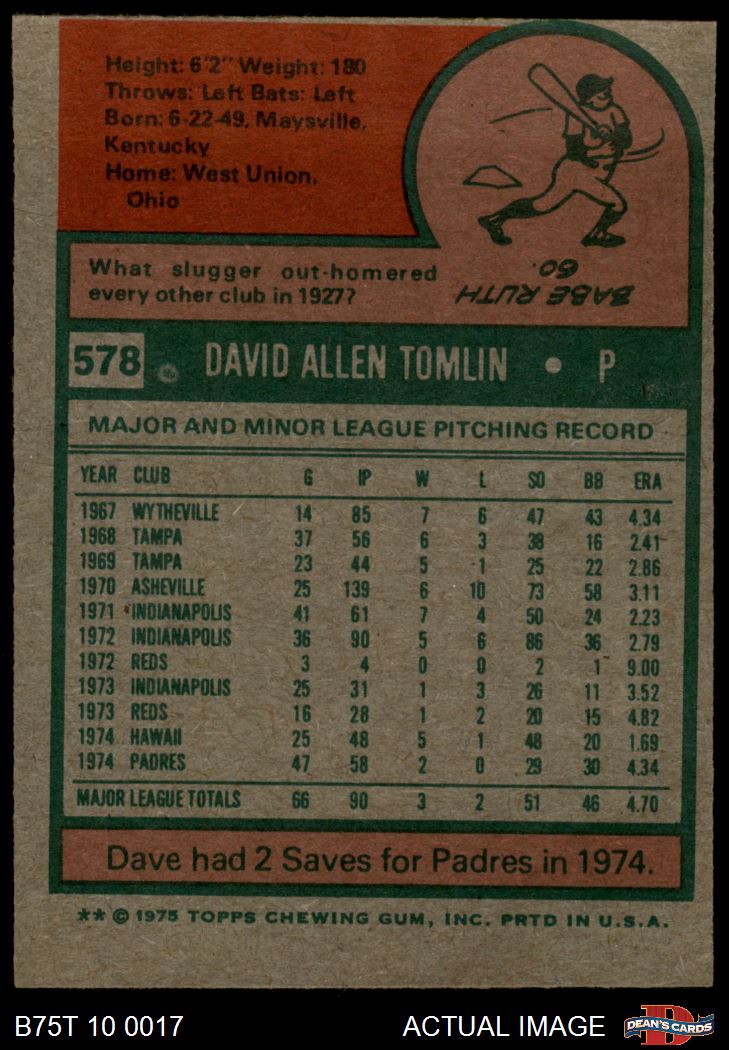 Height: 6'2" Weight: 180
Throws: Left Bats: Left
Born: 6-22-49, Maysville,
Kentucky
Home: West Union,
Ohio
What slugger out-homered
every other club in 1927?
BABE RUTH
60.
578 DAVID ALLEN TOMLIN • P
MAJOR AND MINOR LEAGUE PITCHING RECORD
YEAR CLUB G IP W L SO BB ERA
1967 WYTHEVILLE 14 85 7 6 47 43 4.34
1968 TAMPA 37 56 6 3 38 16 2.41
1969 TAMPA 23 44 5 1 25 22 2.86
1970 ASHEVILLE 25 139 6 10 73 58 3.11
1971 INDIANAPOLIS 41 61 7 4 50 24 2.23
1972 INDIANAPOLIS 36 90 5 6 86 36 2.79
1972 REDS 3 4 0 0 2 1 9.00
1973 INDIANAPOLIS 25 31 1 3 26 11 3.52
1973 REDS 16 28 1 2 20 15 4.82
1974 HAWAII 25 48 5 1 48 20 1.69
1974 PADRES 47 58 2 0 29 30 4.34
MAJOR LEAGUE TOTALS 66 90 3 2 51 46 4.70
Dave had 2 Saves for Padres in 1974.
** © 1975 TOPPS CHEWING GUM, INC. PRTD IN U.S.A.
B75T 10 0017 ACTUAL IMAGE D DEAN'S CARDS